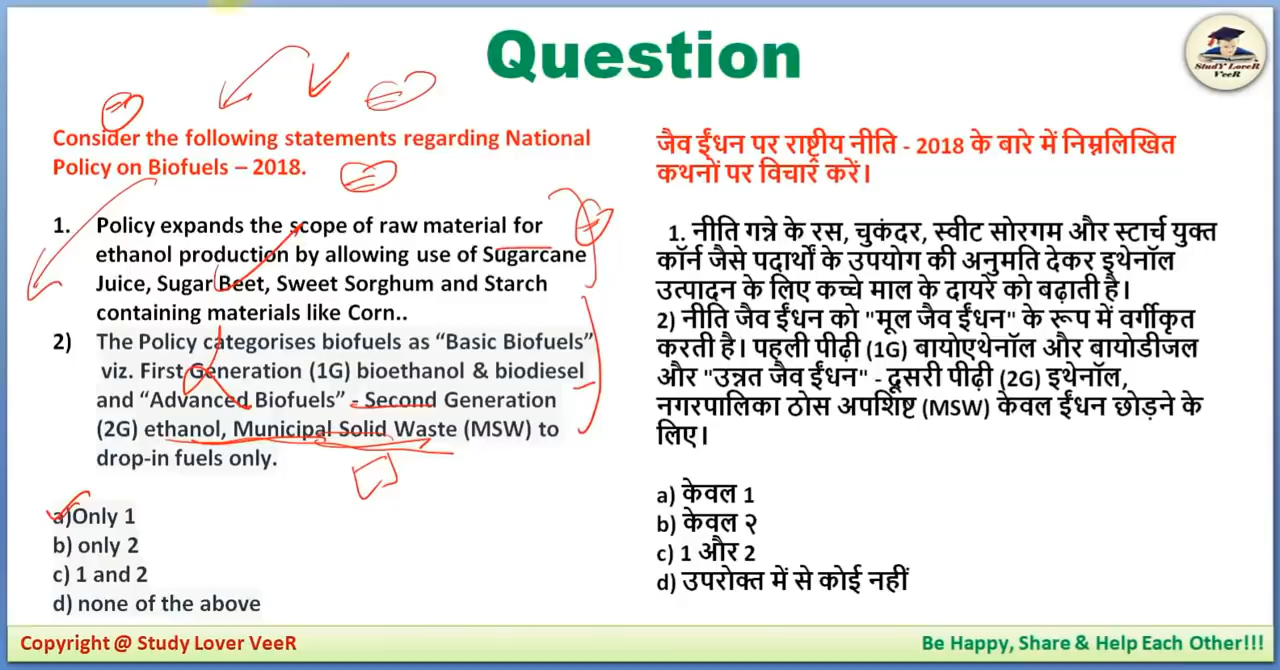 Question
StudY LoveR
VeeR
Consider the following statements regarding National
Policy on Biofuels – 2018.
1. Policy expands the scope of raw material for
ethanol production by allowing use of Sugarcane
Juice, Sugar Beet, Sweet Sorghum and Starch
containing materials like Corn..
2) The Policy categorises biofuels as “Basic Biofuels”
viz. First Generation (1G) bioethanol & biodiesel
and “Advanced Biofuels” - Second Generation
(2G) ethanol, Municipal Solid Waste (MSW) to
drop-in fuels only.
a)Only 1
b) only 2
c) 1 and 2
d) none of the above
जैव ईंधन पर राष्ट्रीय नीति - 2018 के बारे में निम्नलिखित
कथनों पर विचार करें।
1. नीति गन्ने के रस, चुकंदर, स्वीट सोरगम और स्टार्च युक्त
कॉर्न जैसे पदार्थों के उपयोग की अनुमति देकर इथेनॉल
उत्पादन के लिए कच्चे माल के दायरे को बढ़ाती है।
2) नीति जैव ईंधन को "मूल जैव ईंधन" के रूप में वर्गीकृत
करती है। पहली पीढ़ी (1G) बायोएथेनॉल और बायोडीजल
और "उन्नत जैव ईंधन" - दूसरी पीढ़ी (2G) इथेनॉल,
नगरपालिका ठोस अपशिष्ट (MSW) केवल ईंधन छोड़ने के
लिए।
a) केवल 1
b) केवल २
c) 1 और 2
d) उपरोक्त में से कोई नहीं
Copyright @ Study Lover VeeR
Be Happy, Share & Help Each Other!!!